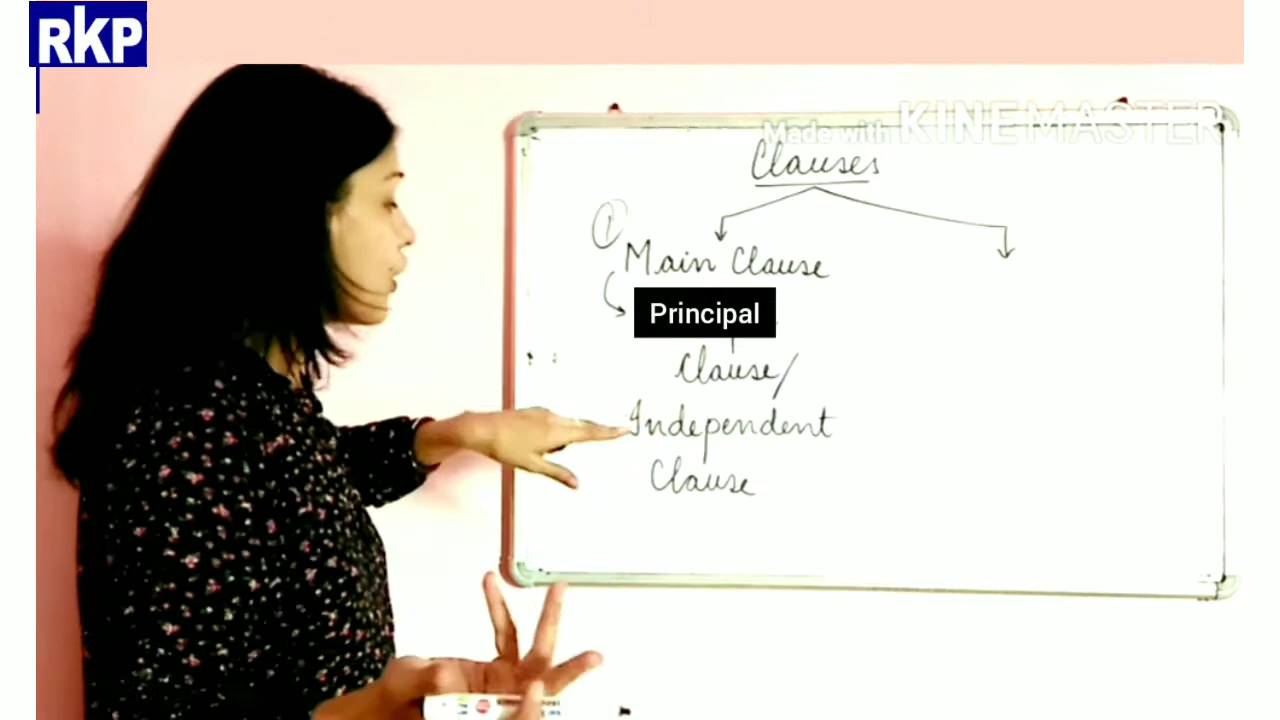 RKP
Made with KINEMASTER
Clauses
① Main Clause
Principal
Clause/
Independent
Clause